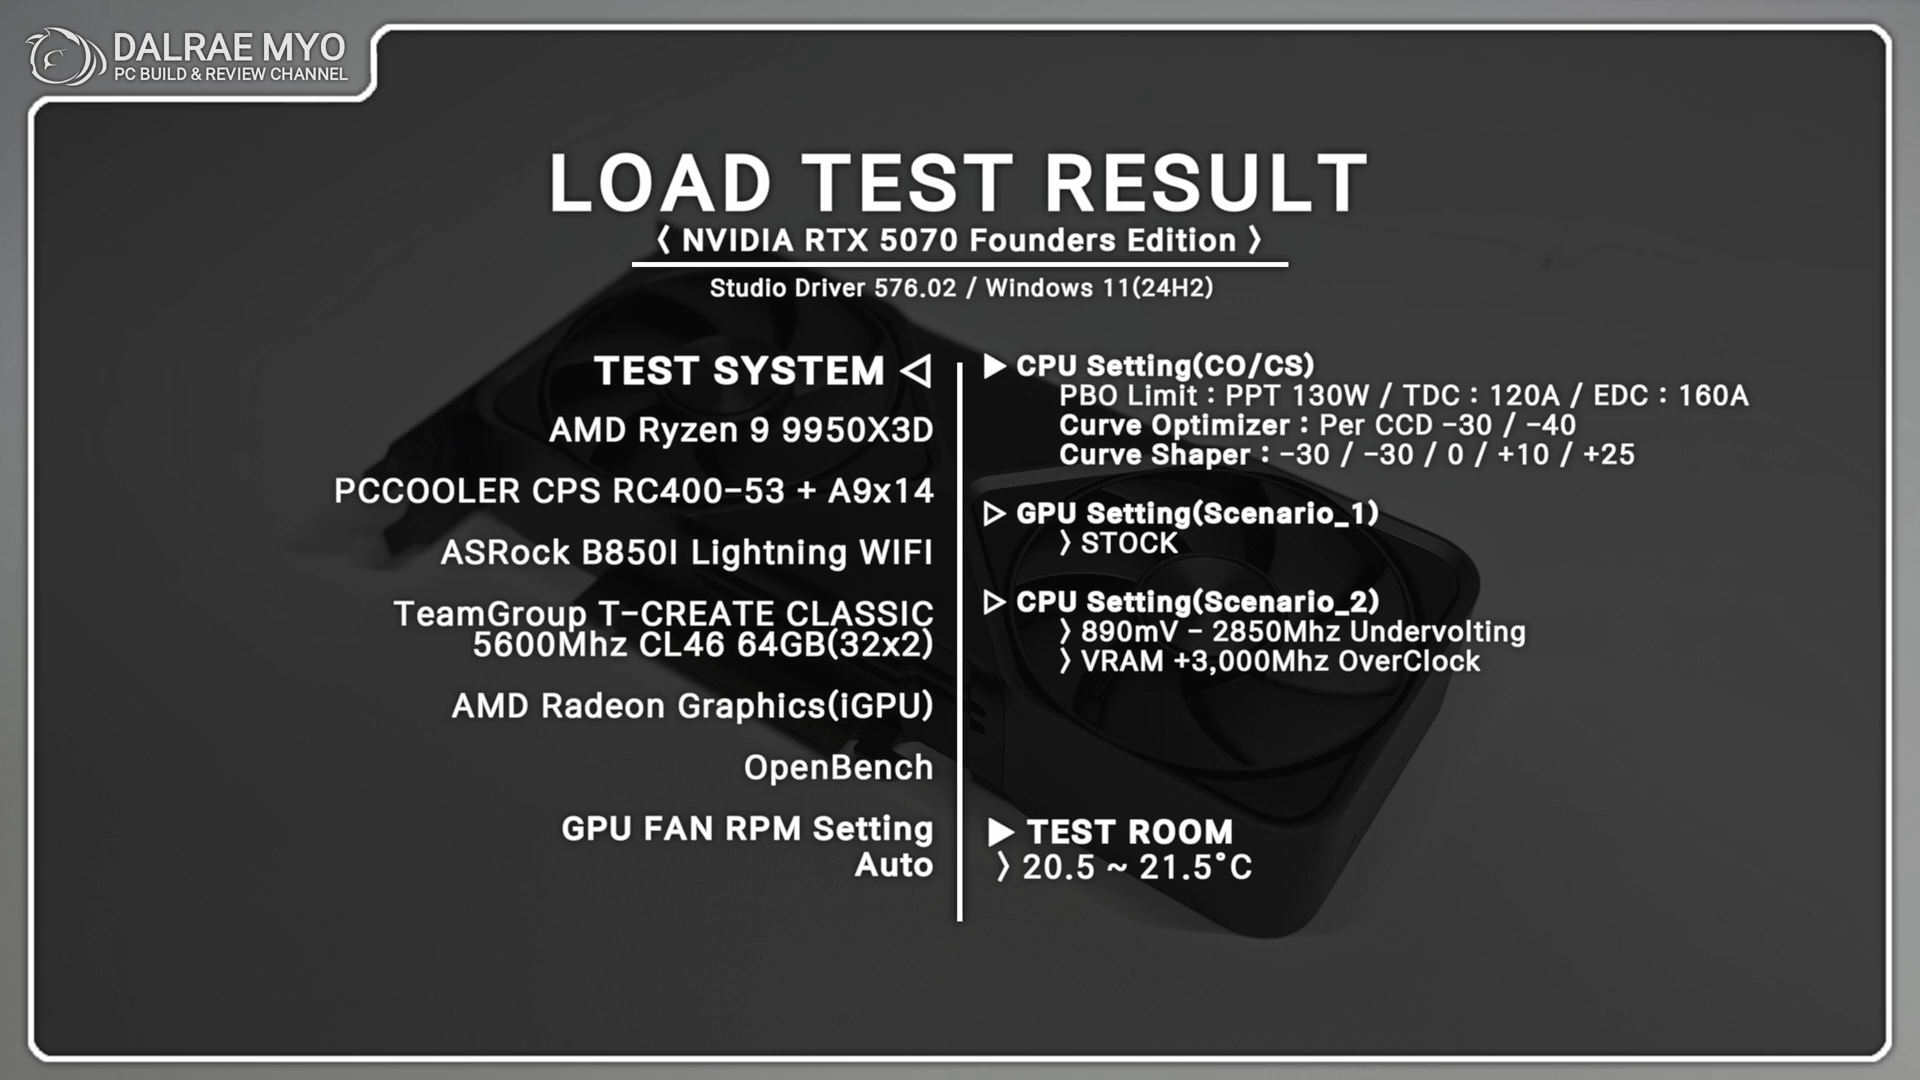 DALRAE MYO
PC BUILD & REVIEW CHANNEL
LOAD TEST RESULT
〈 NVIDIA RTX 5070 Founders Edition 〉
Studio Driver 576.02 / Windows 11(24H2)
TEST SYSTEM ◁
AMD Ryzen 9 9950X3D
PCCOOLER CPS RC400-53 + A9x14
ASRock B850I Lightning WIFI
TeamGroup T-CREATE CLASSIC
5600Mhz CL46 64GB(32x2)
AMD Radeon Graphics(iGPU)
OpenBench
GPU FAN RPM Setting
Auto
▶ CPU Setting(CO/CS)
PBO Limit : PPT 130W / TDC : 120A / EDC : 160A
Curve Optimizer : Per CCD -30 / -40
Curve Shaper : -30 / -30 / 0 / +10 / +25
▷ GPU Setting(Scenario_1)
〉STOCK
▷ CPU Setting(Scenario_2)
〉890mV - 2850Mhz Undervolting
〉VRAM +3,000Mhz OverClock
▶ TEST ROOM
〉20.5 ~ 21.5°C